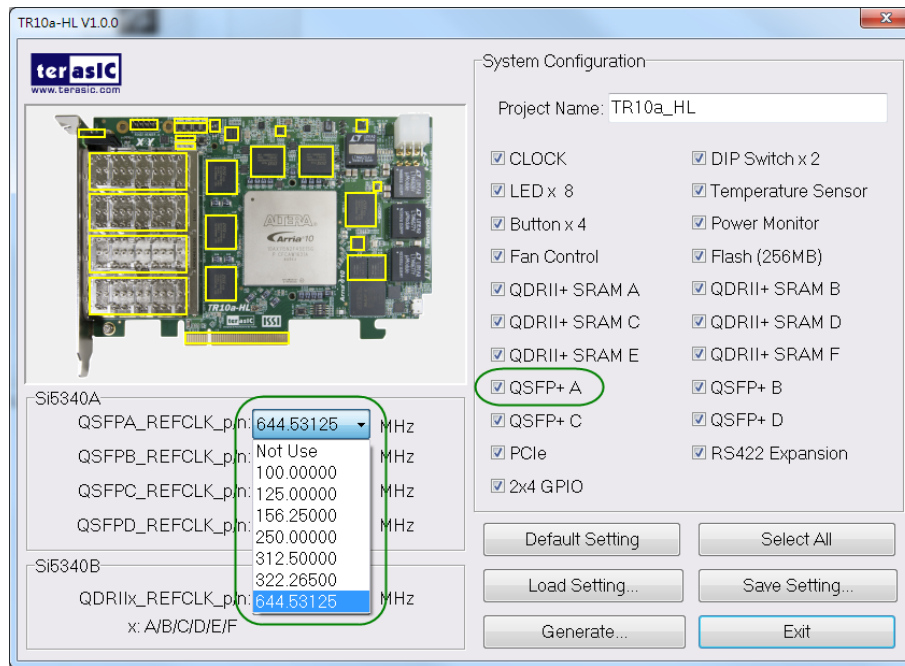 TR10a-HL V1.0.0
terasIC
www.terasic.com
X Y
ALTERA
Arria 10
TR10a-HL
terasIC
ISSI
System Configuration
Project Name: TR10a_HL
CLOCK
DIP Switch x 2
LED x 8
Temperature Sensor
Button x 4
Power Monitor
Fan Control
Flash (256MB)
QDRII+ SRAM A
QDRII+ SRAM B
QDRII+ SRAM C
QDRII+ SRAM D
QDRII+ SRAM E
QDRII+ SRAM F
QSFP+ A
QSFP+ B
QSFP+ C
QSFP+ D
PCIe
RS422 Expansion
2x4 GPIO
Si5340A
QSFPA_REFCLK_p/n: 644.53125 MHz
QSFPB_REFCLK_p/n: MHz
QSFPC_REFCLK_p/n: MHz
QSFPD_REFCLK_p/n: MHz
Not Use
100.00000
125.00000
156.25000
250.00000
312.50000
322.26500
644.53125
Si5340B
QDRIIx_REFCLK_p/n: MHz
x: A/B/C/D/E/F
Default Setting
Select All
Load Setting...
Save Setting...
Generate...
Exit